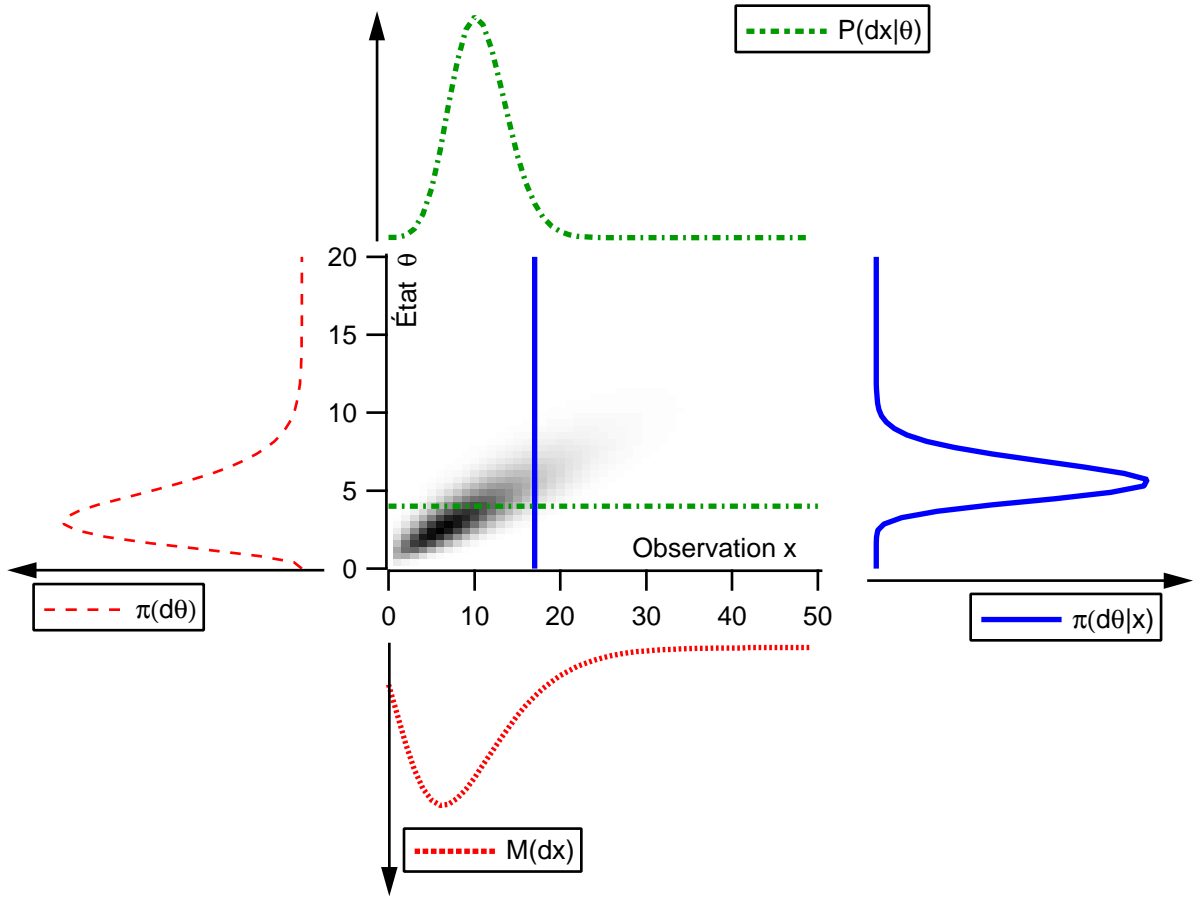 P(dx|θ)
20
15
10
5
0
État θ
Observation x
0 10 20 30 40 50
π(dθ)
π(dθ|x)
M(dx)